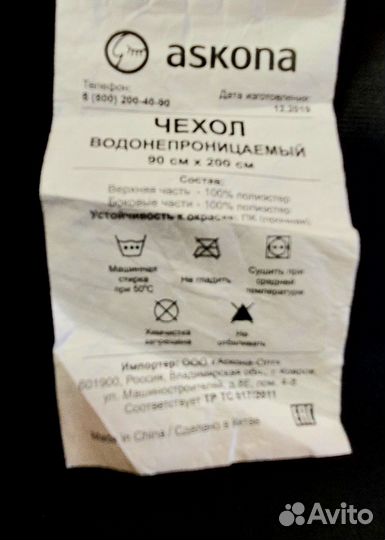 askona
Телефон:
8 (800) 200-40-90
Дата изготовления:
12.2019
ЧЕХОЛ
ВОДОНЕПРОНИЦАЕМЫЙ
90 см х 200 см
Состав:
Верхняя часть - 100% полиэстер
Боковые части - 100% полиэстер
Устойчивость к окраске: ПК
Машинная
стирка
при 50°C
Не гладить
Сушить при
средней
температуре
Химчистка
запрещена
Не
отбеливать
Импортер: ООО
601900, Россия, Владимирская обл., г. Ковров,
ул. Машиностроителей,
Соответствует ТР ТС 017/2011
EAC
Made in China / Сделано в Китае
Avito